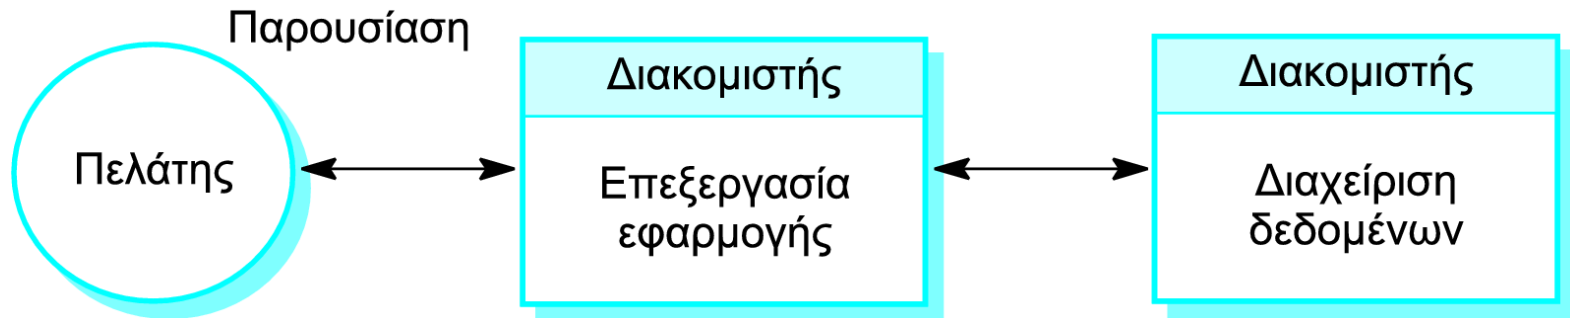 Παρουσίαση
Πελάτης
Διακομιστής
Επεξεργασία
εφαρμογής
Διακομιστής
Διαχείριση
δεδομένων